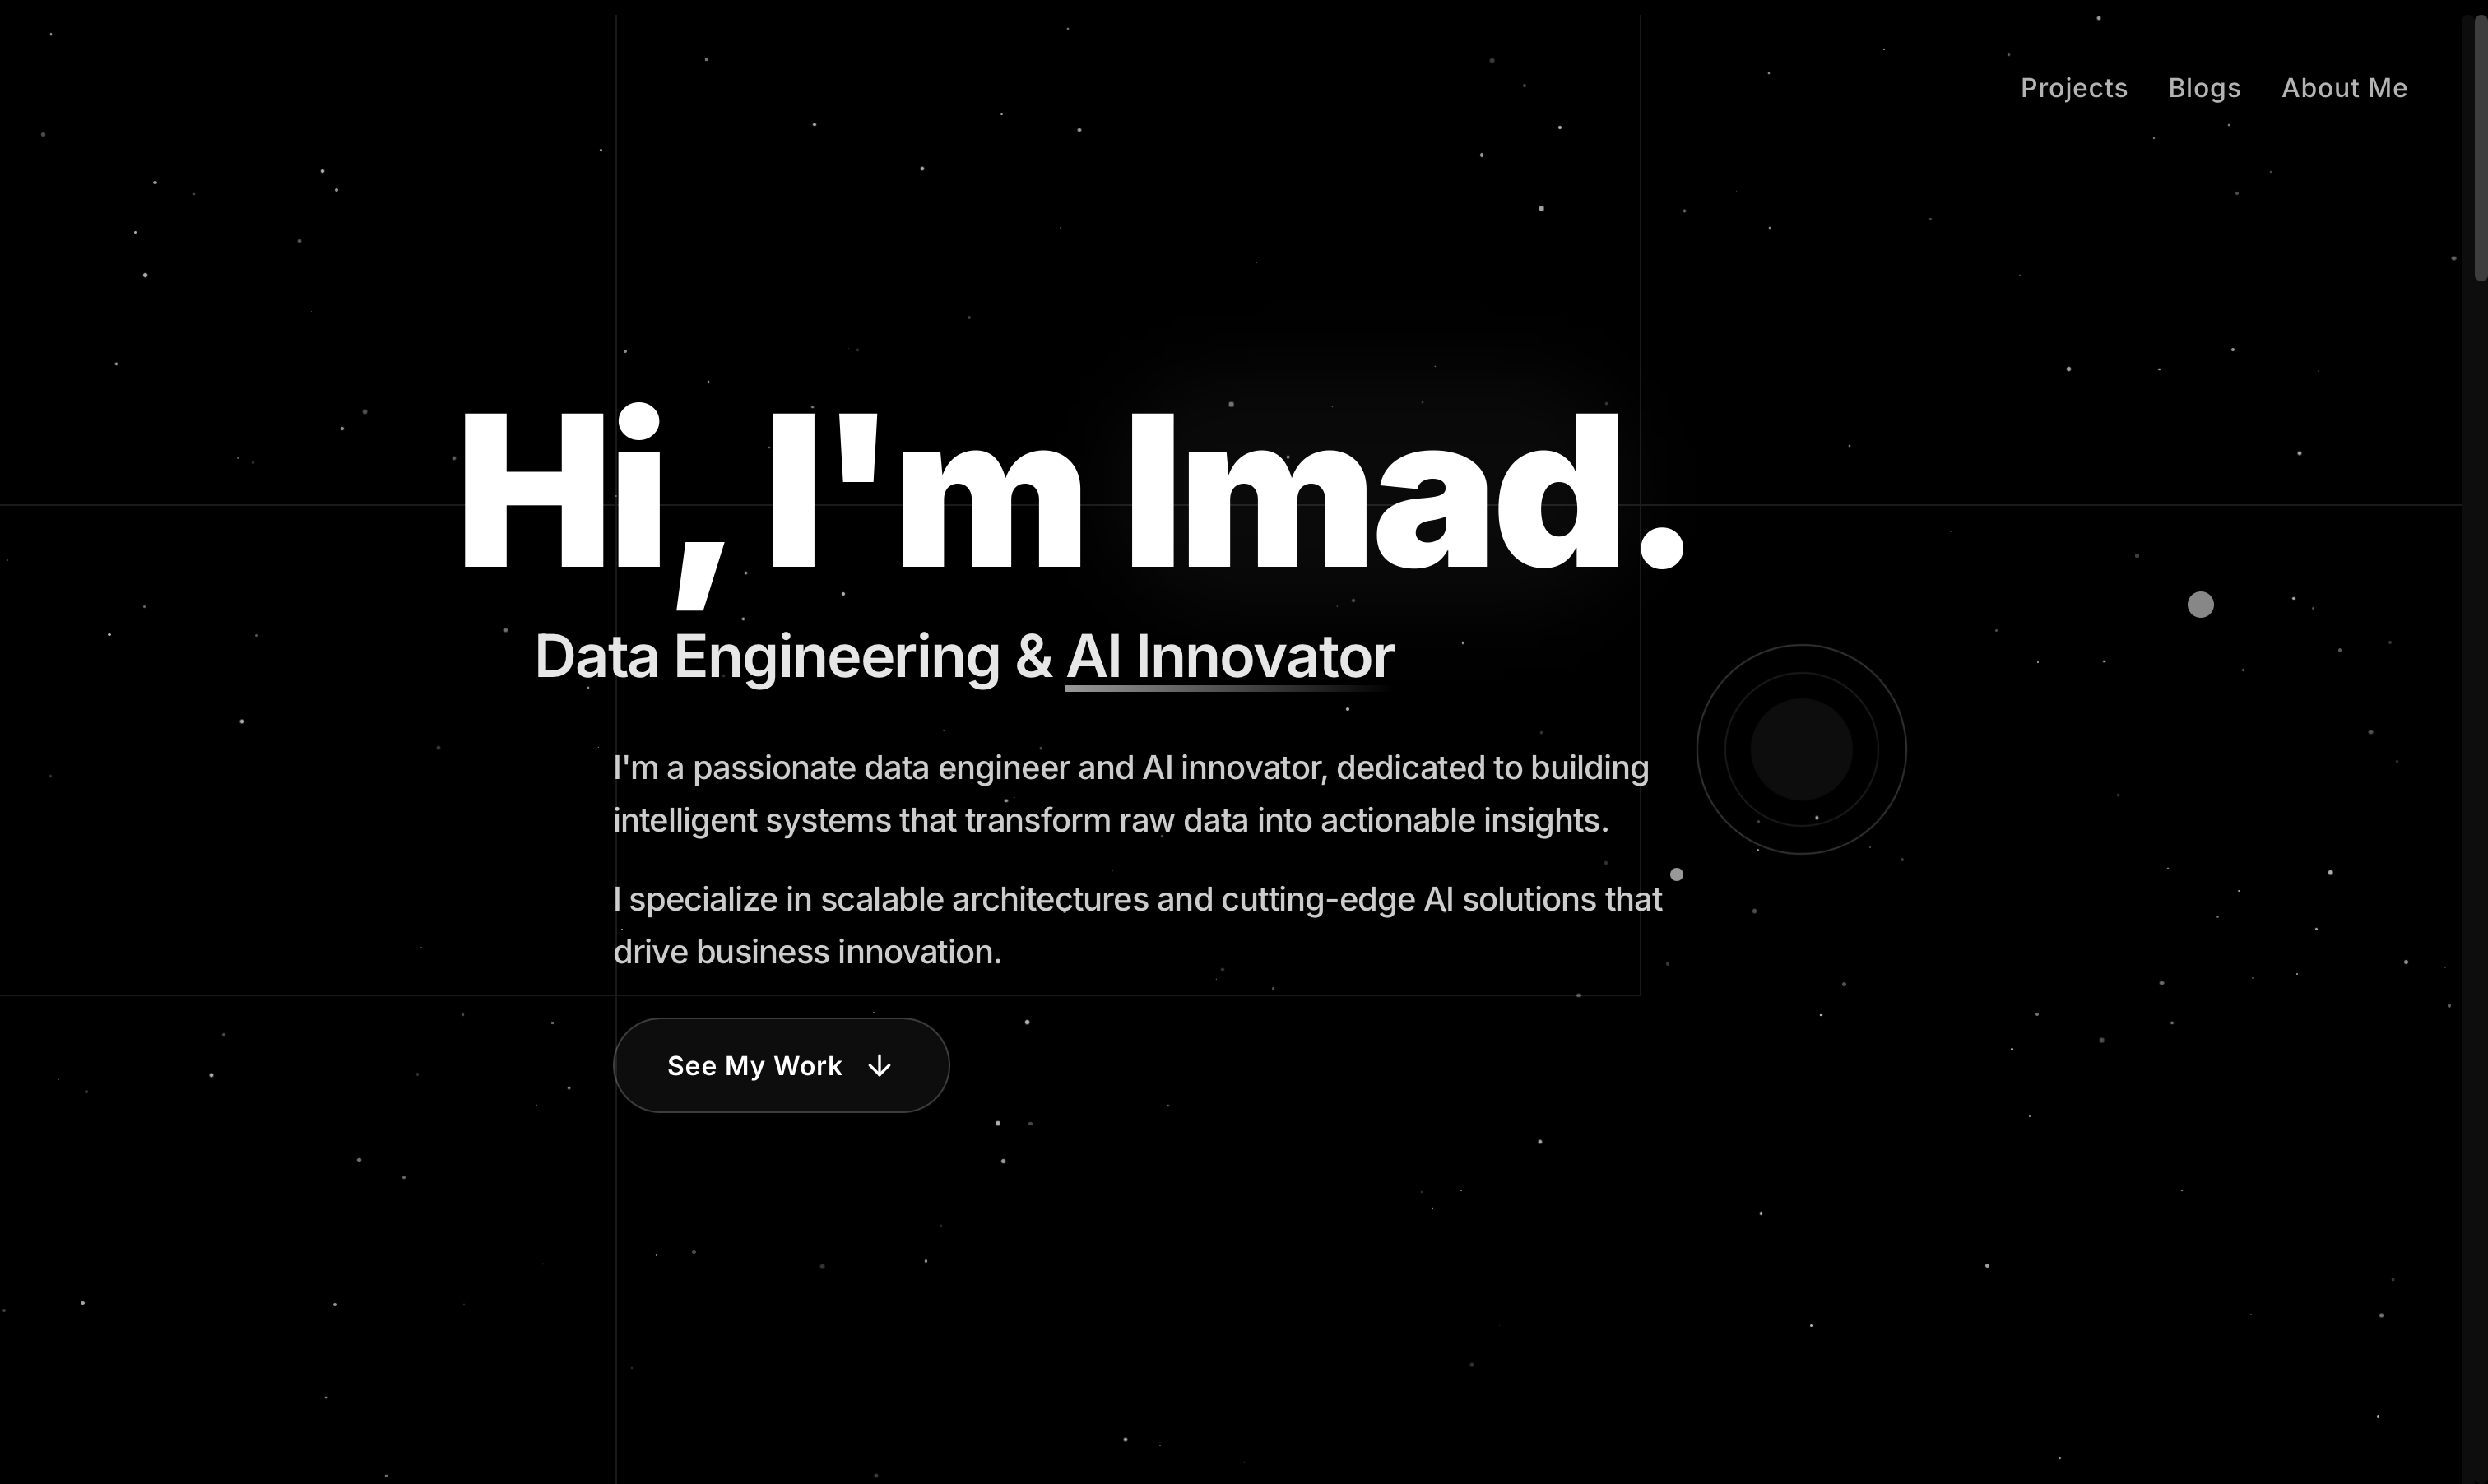 Projects Blogs About Me
Hi, I'm Imad.
Data Engineering & AI Innovator
I'm a passionate data engineer and AI innovator, dedicated to building
intelligent systems that transform raw data into actionable insights.
I specialize in scalable architectures and cutting-edge AI solutions that
drive business innovation.
See My Work ↓